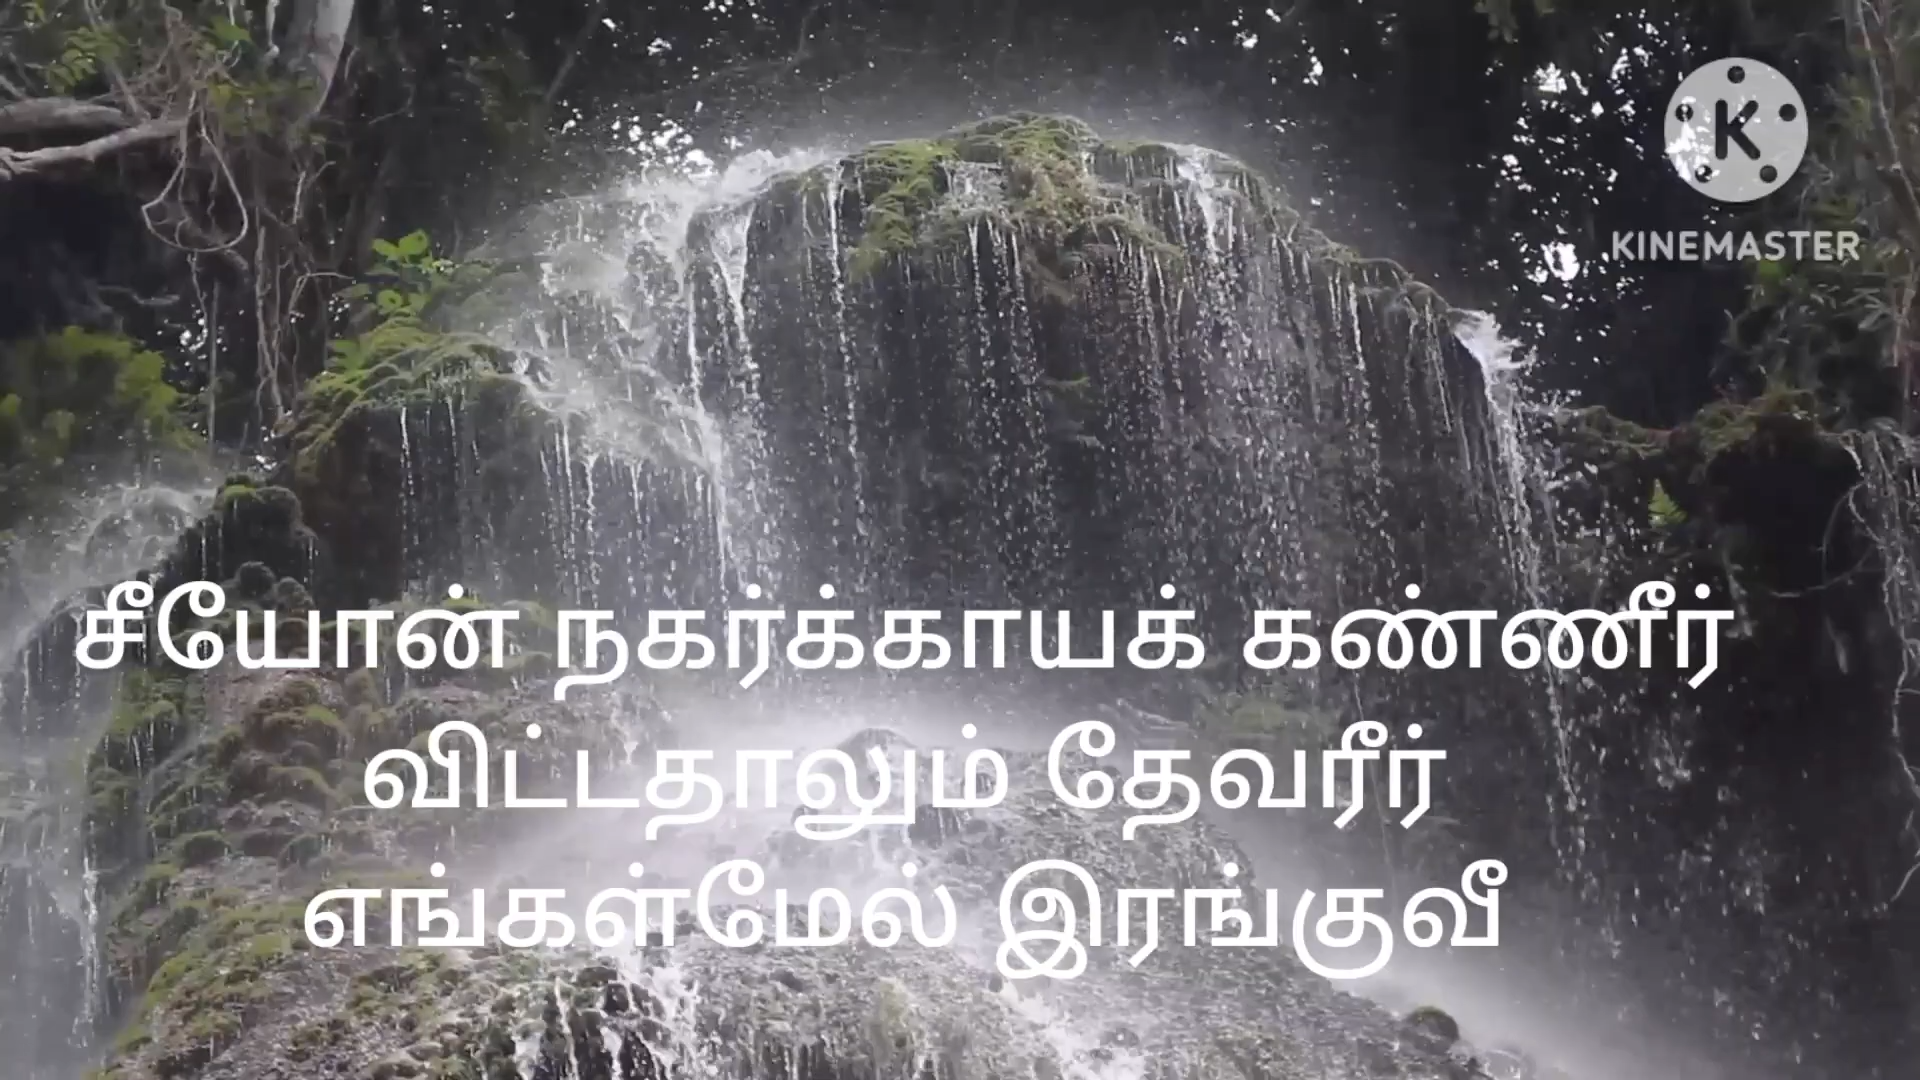 KINEMASTER
சீயோன் நகர்க்காயக் கண்ணீர்
விட்டதாலும் தேவரீர்
எங்கள்மேல் இரங்குவீ